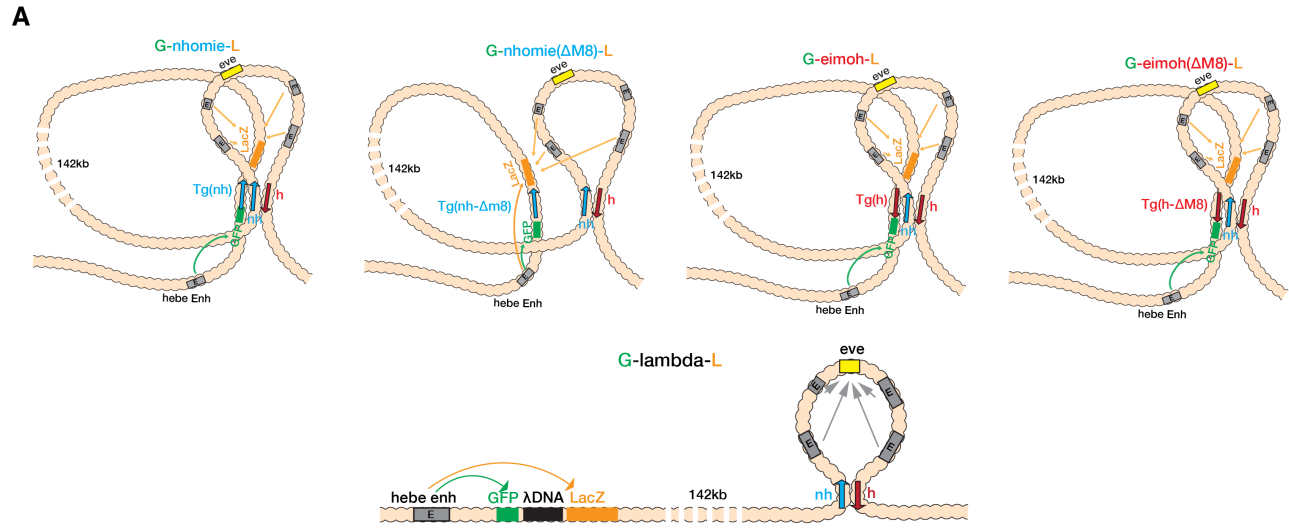 A
G-nhomie-L
eve
E
E
E
E
LacZ
142kb
Tg(nh)
nh
h
GFP
E
hebe Enh
G-nhomie(ΔM8)-L
eve
E
E
E
E
LacZ
142kb
Tg(nh-Δm8)
nh
h
GFP
E
hebe Enh
G-eimoh-L
eve
E
E
E
E
LacZ
142kb
Tg(h)
nh
h
GFP
E
hebe Enh
G-eimoh(ΔM8)-L
eve
E
E
E
E
LacZ
142kb
Tg(h-ΔM8)
nh
h
GFP
E
hebe Enh
G-lambda-L
eve
E
E
E
E
hebe enh GFP λDNA LacZ 142kb nh h
E